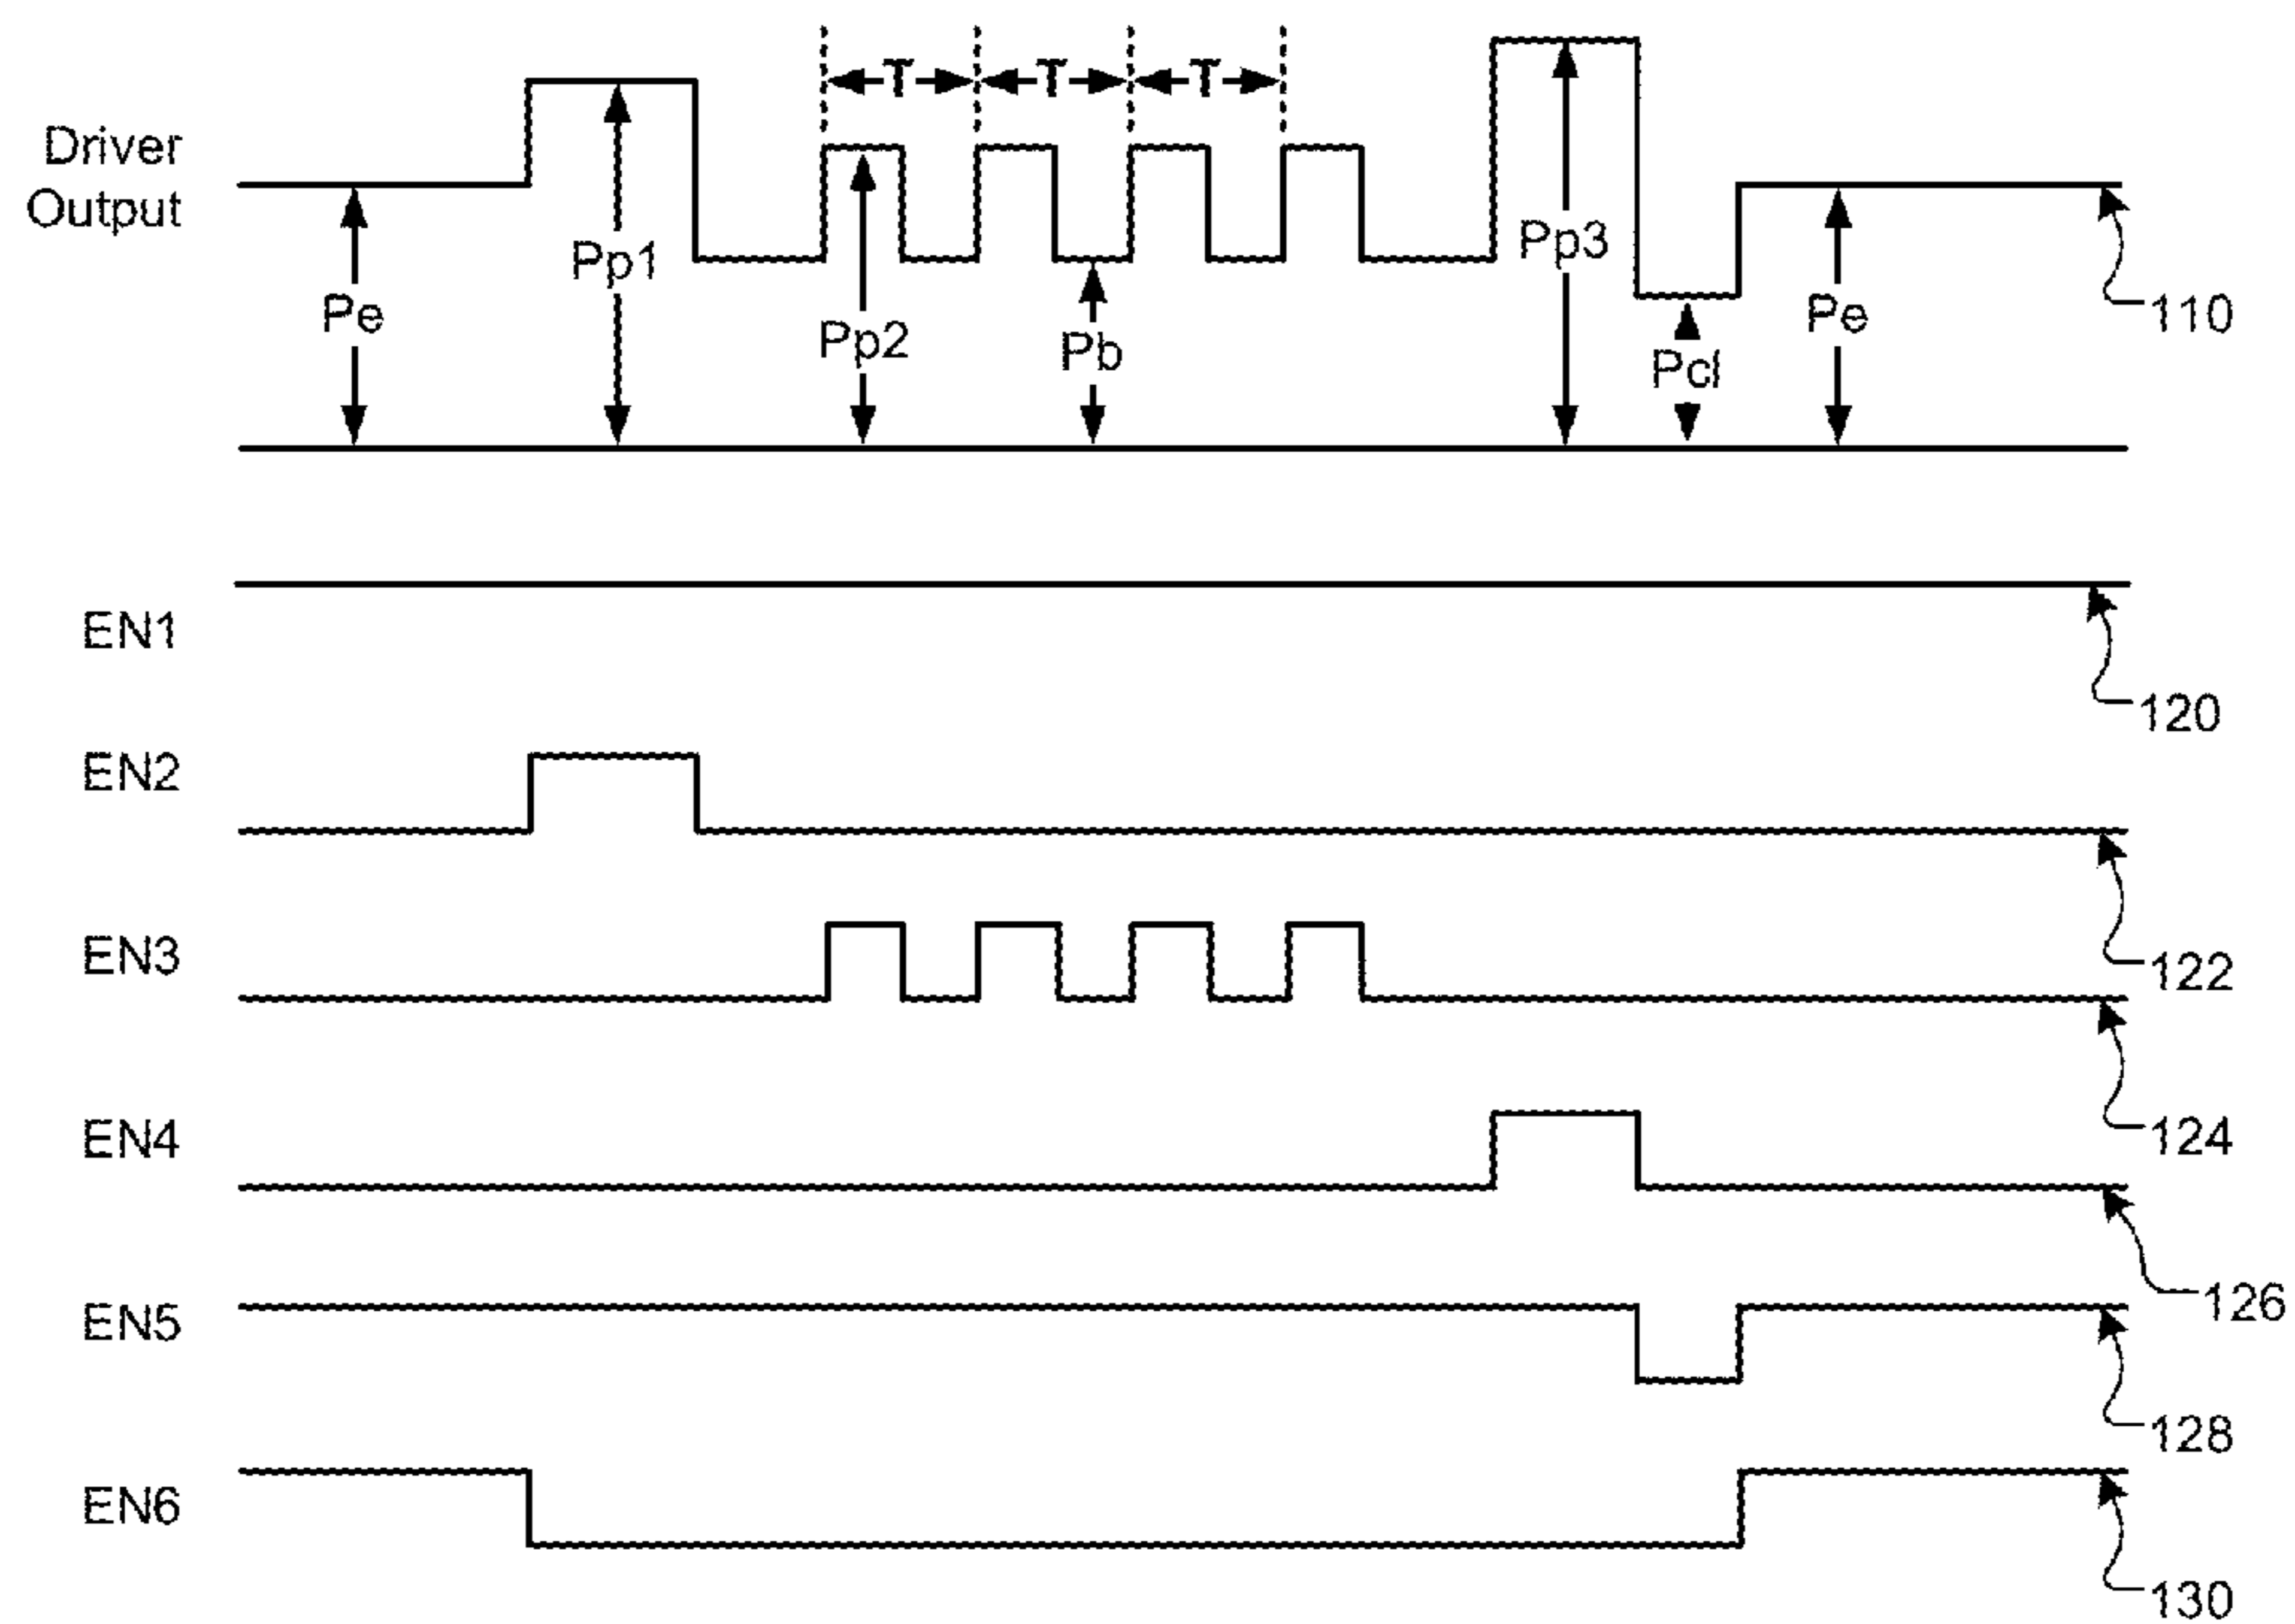 T T T
Driver
Output
Pe
Pp1
Pp2
Pb
Pp3
Pcl
Pe
110
EN1
120
EN2
122
EN3
124
EN4
126
EN5
128
EN6
130